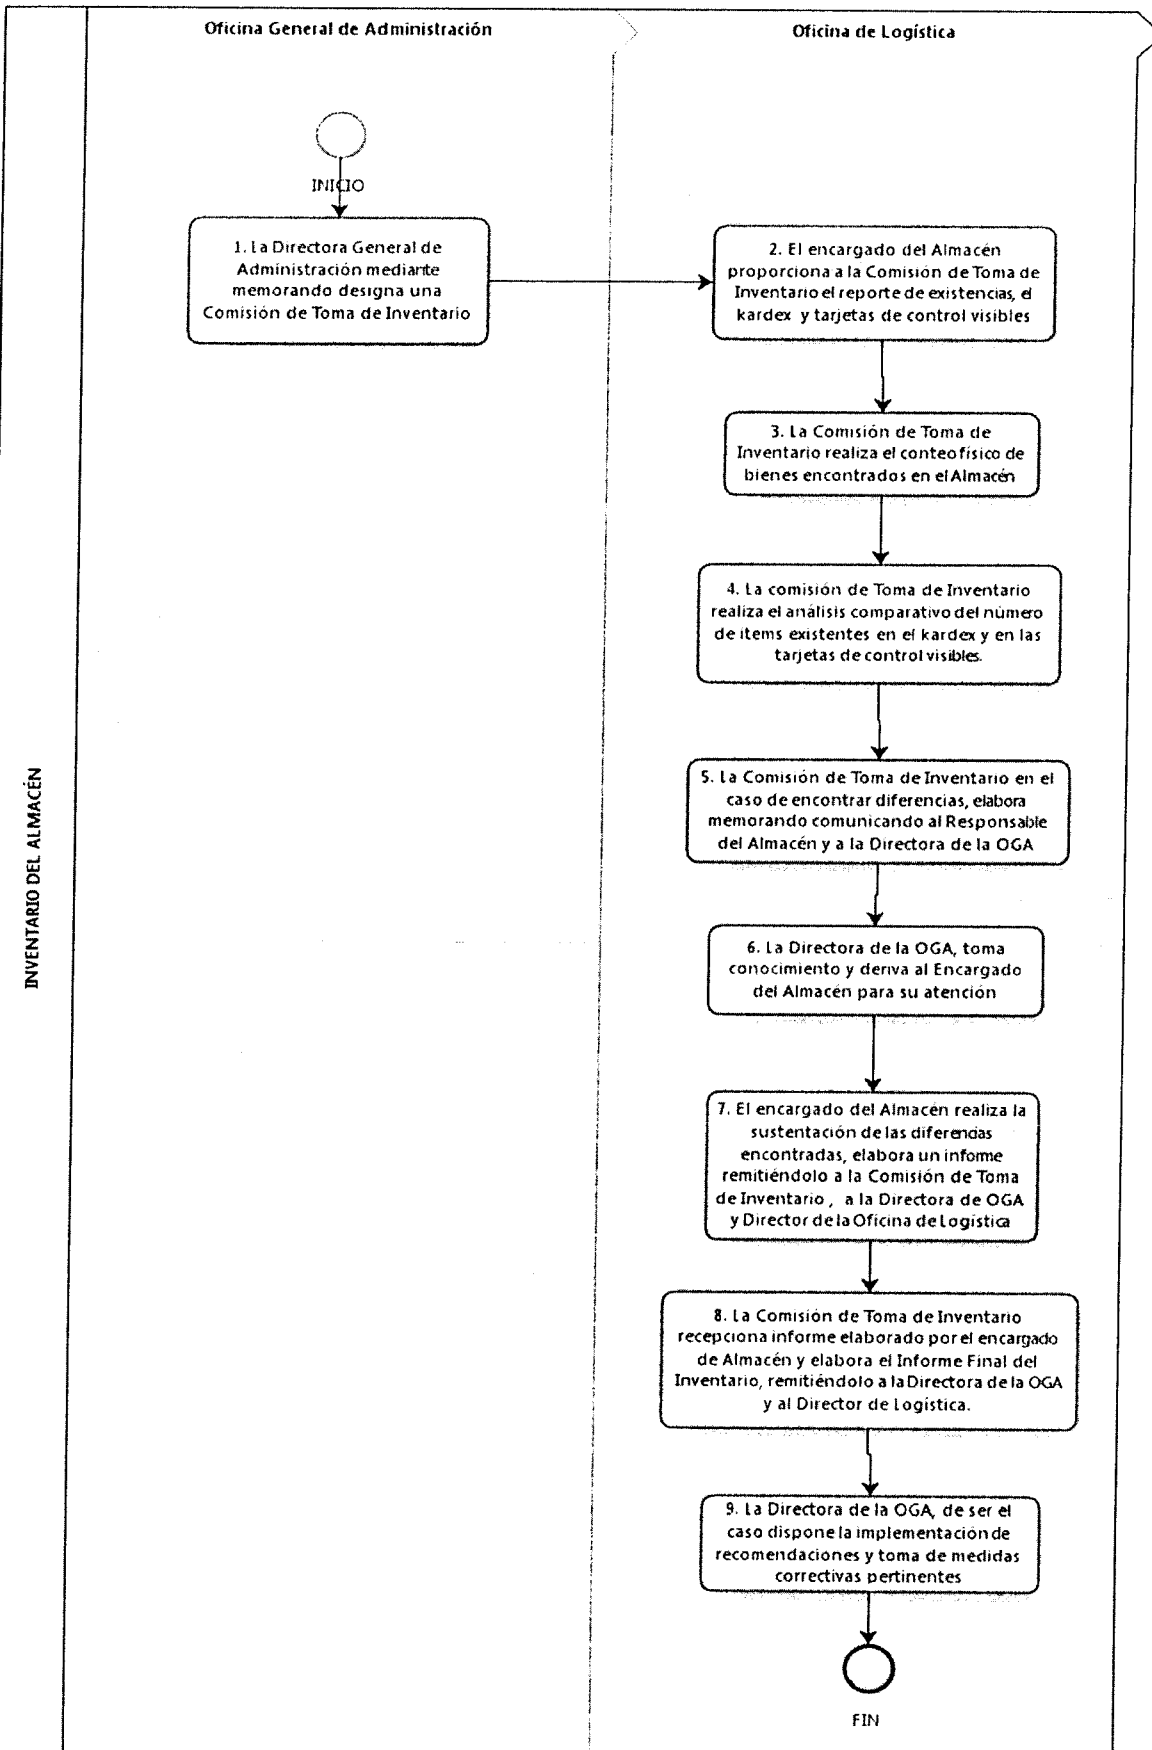 Oficina General de Administración
Oficina de Logística
INICIO
1. La Directora General de
Administración mediante
memorando designa una
Comisión de Toma de Inventario
2. El encargado del Almacén
proporciona a la Comisión de Toma de
Inventario el reporte de existencias, el
kardex y tarjetas de control visibles
3. La Comisión de Toma de
Inventario realiza el conteo físico de
bienes encontrados en el Almacén
4. La comisión de Toma de Inventario
realiza el análisis comparativo del número
de items existentes en el kardex y en las
tarjetas de control visibles.
5. La Comisión de Toma de Inventario en el
caso de encontrar diferencias, elabora
memorando comunicando al Responsable
del Almacén y a la Directora de la OGA
6. La Directora de la OGA, toma
conocimiento y deriva al Encargado
del Almacén para su atención
7. El encargado del Almacén realiza la
sustentación de las diferencias
encontradas, elabora un informe
remitiéndolo a la Comisión de Toma
de Inventario, a la Directora de OGA
y Director de la Oficina de Logística
8. La Comisión de Toma de Inventario
recepciona informe elaborado por el encargado
de Almacén y elabora el Informe Final del
Inventario, remitiéndolo a la Directora de la OGA
y al Director de Logística.
9. La Directora de la OGA, de ser el
caso dispone la implementación de
recomendaciones y toma de medidas
correctivas pertinentes
FIN
INVENTARIO DEL ALMACÉN